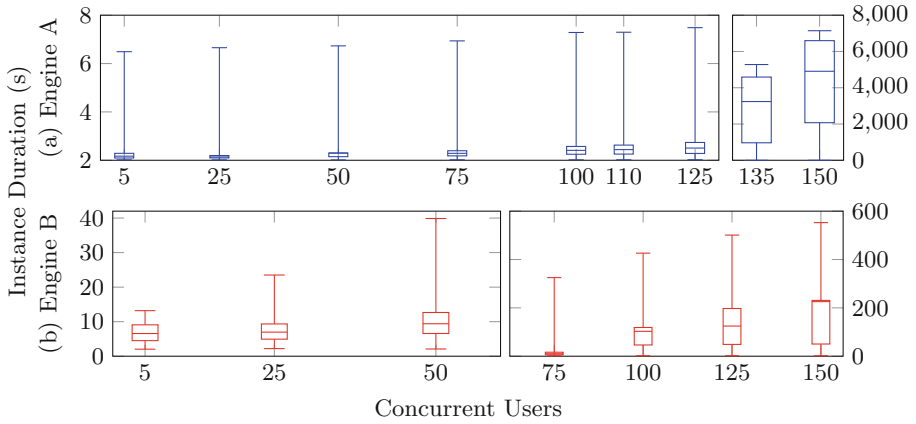 Instance Duration (s)
(a) Engine A
8
6
4
2
5 25 50 75 100 110 125
8,000
6,000
4,000
2,000
0
135 150
(b) Engine B
40
30
20
10
0
5 25 50
600
400
200
0
75 100 125 150
Concurrent Users